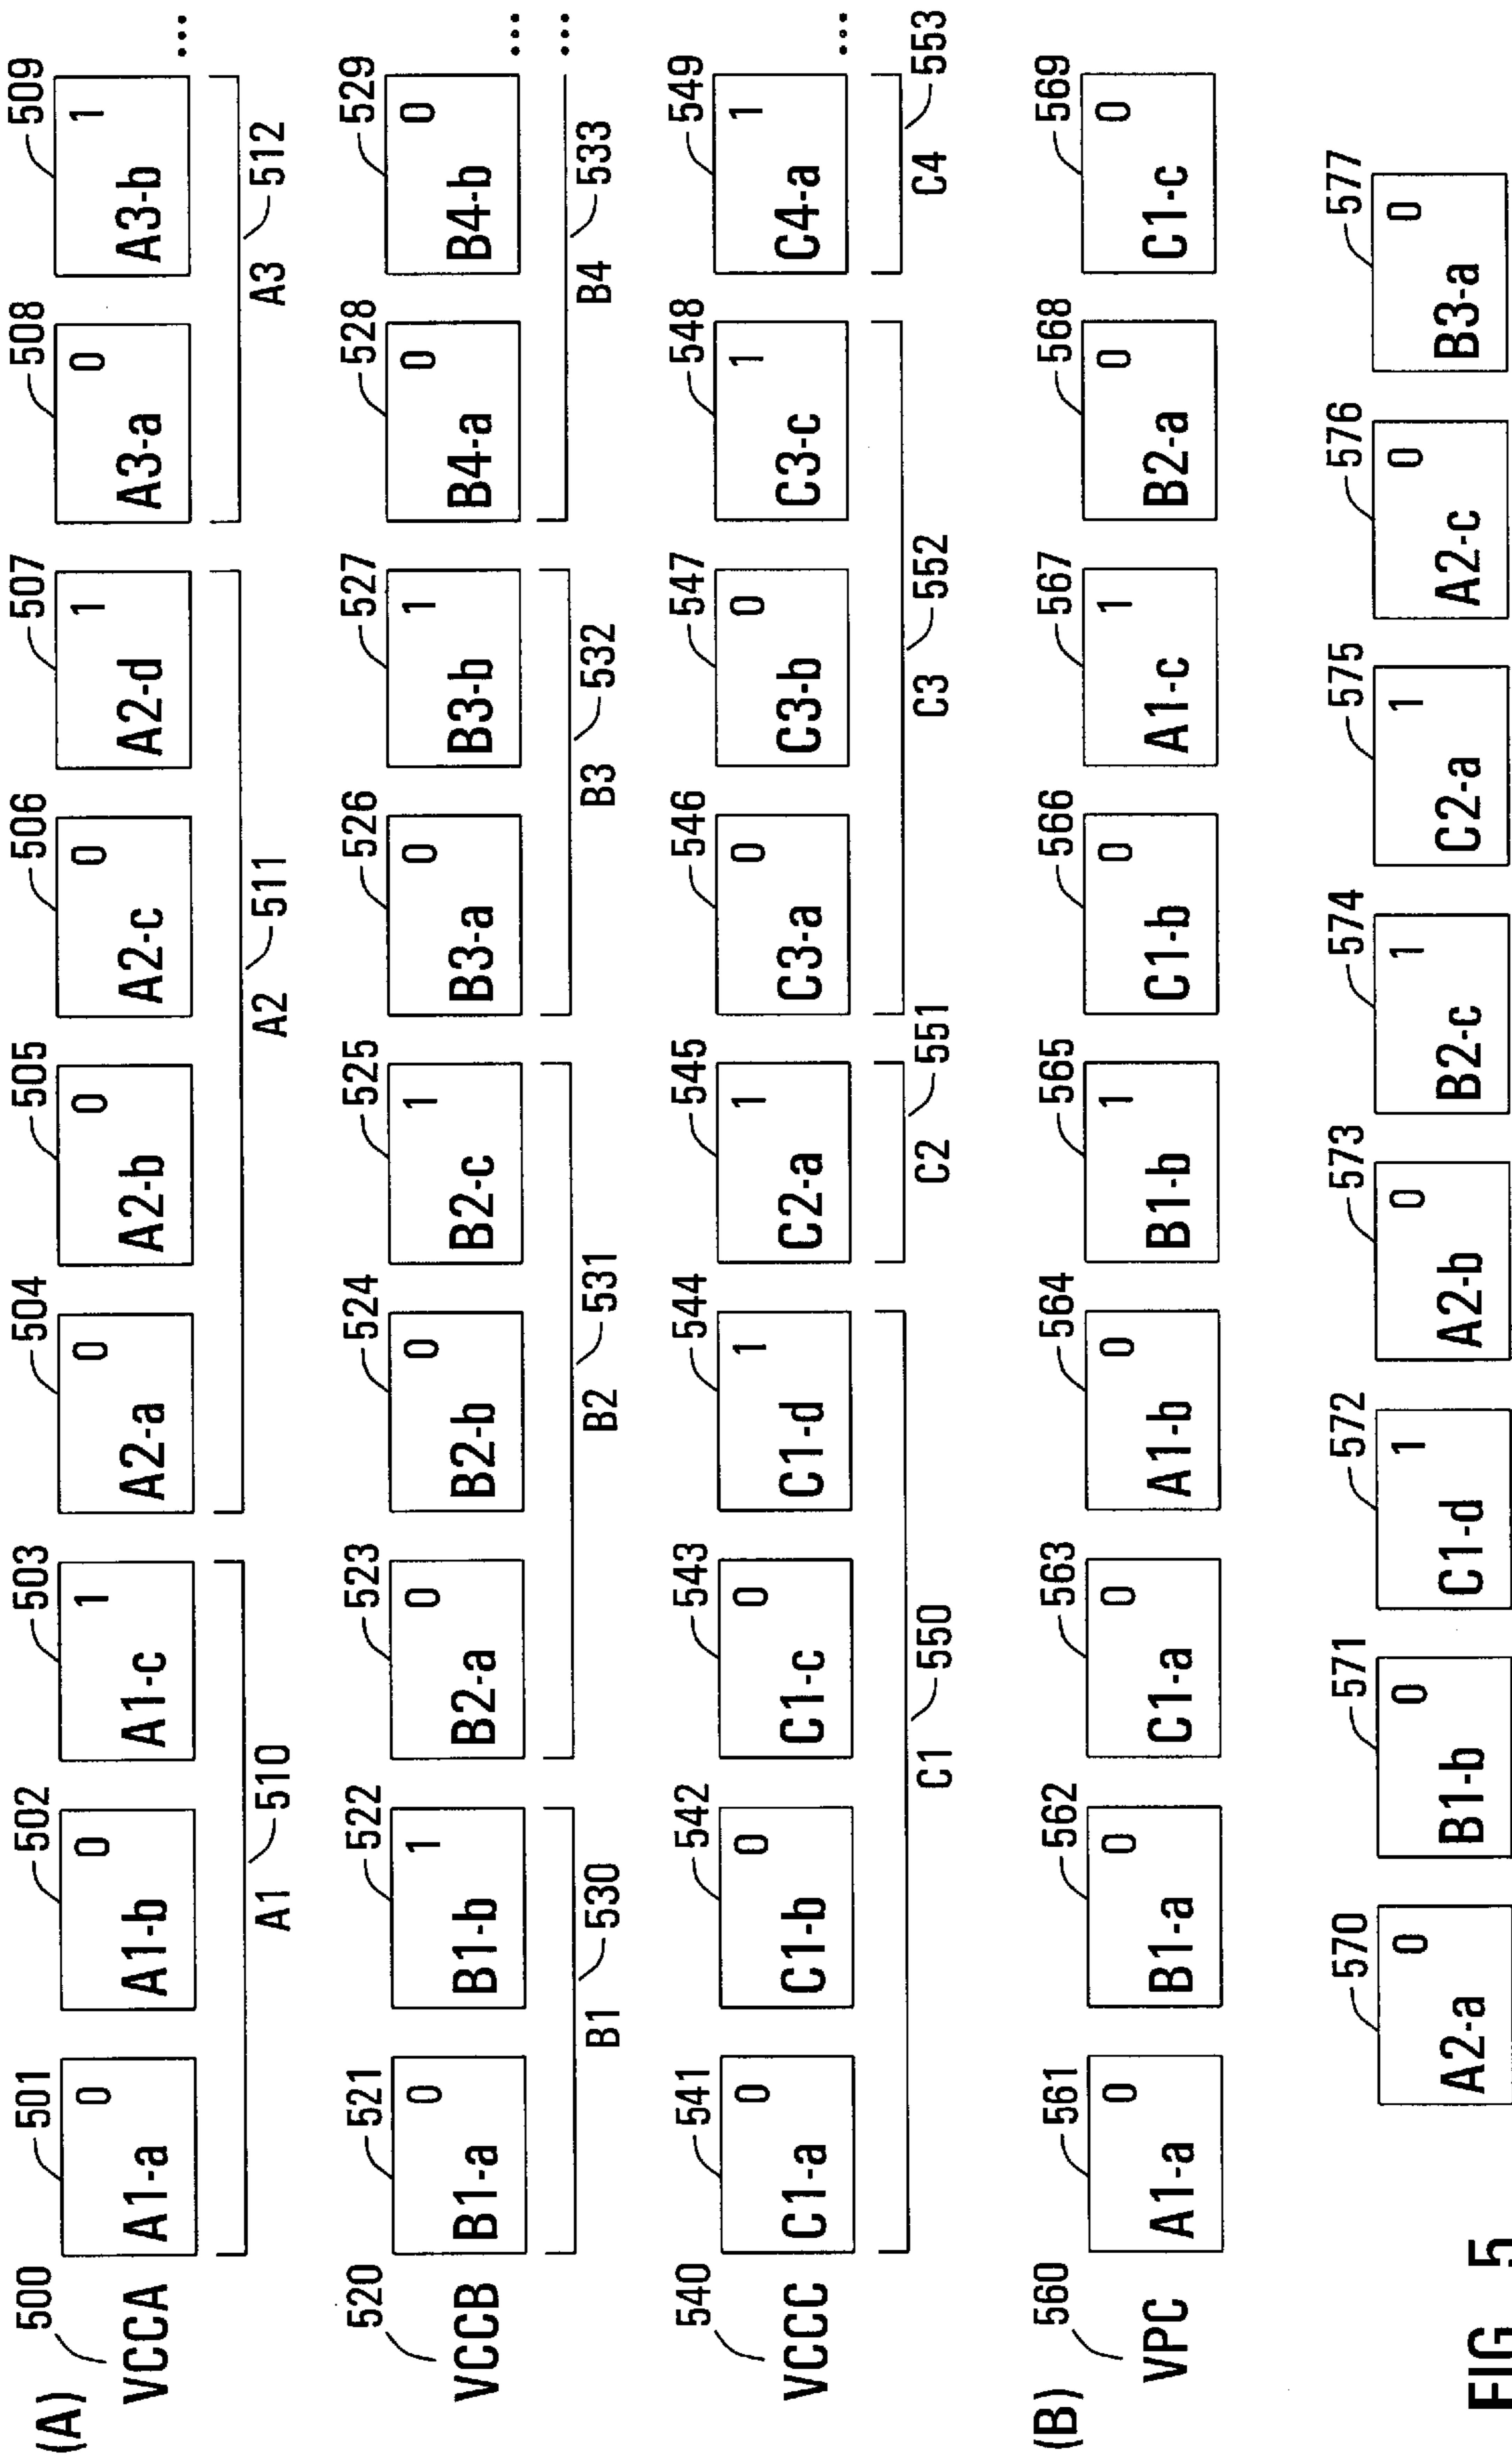 (A)
500
VCCA
501 502 503 504 505 506 507 508 509
A1-a 0 A1-b 0 A1-c 1 A2-a 0 A2-b 0 A2-c 0 A2-d 1 A3-a 0 A3-b 1 ...
A1 510 A2 511 A3 512
520
VCCB
521 522 523 524 525 526 527 528 529
B1-a 0 B1-b 1 B2-a 0 B2-b 0 B2-c 1 B3-a 0 B3-b 1 B4-a 0 B4-b 0 ...
...
B1 530 B2 531 B3 532 B4 533
540
VCCC
541 542 543 544 545 546 547 548 549
C1-a 0 C1-b 0 C1-c 0 C1-d 1 C2-a 1 C3-a 0 C3-b 0 C3-c 1 C4-a 1 ...
C1 550 C2 551 C3 552 C4 553
(B)
560
VPC
561 562 563 564 565 566 567 568 569
A1-a 0 B1-a 0 C1-a 0 A1-b 0 B1-b 1 C1-b 0 A1-c 1 B2-a 0 C1-c 0
570 571 572 573 574 575 576 577
A2-a 0 B1-b 0 C1-d 1 A2-b 0 B2-c 1 C2-a 1 A2-c 0 B3-a 0
FIG. 5